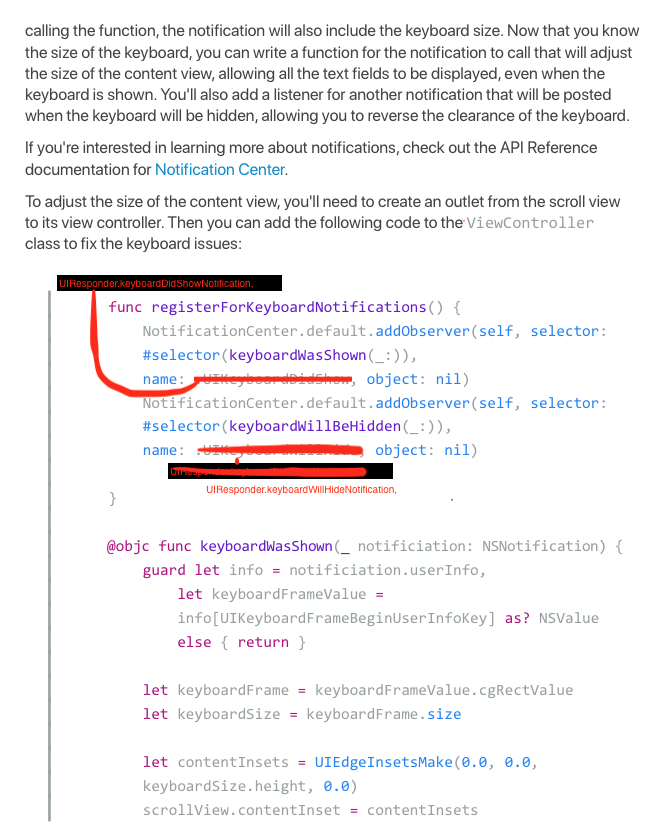 calling the function, the notification will also include the keyboard size. Now that you know
the size of the keyboard, you can write a function for the notification to call that will adjust
the size of the content view, allowing all the text fields to be displayed, even when the
keyboard is shown. You'll also add a listener for another notification that will be posted
when the keyboard will be hidden, allowing you to reverse the clearance of the keyboard.
If you're interested in learning more about notifications, check out the API Reference
documentation for Notification Center.
To adjust the size of the content view, you'll need to create an outlet from the scroll view
to its view controller. Then you can add the following code to the ViewController
class to fix the keyboard issues:
UIResponder.keyboardDidShowNotification,
func registerForKeyboardNotifications() {
NotificationCenter.default.addObserver(self, selector:
#selector(keyboardWasShown(_:)),
name: .UIKeyboardDidShow, object: nil)
NotificationCenter.default.addObserver(self, selector:
#selector(keyboardWillBeHidden(_:)),
name: object: nil)
UIResponder.keyboardWillHideNotification,
}
@objc func keyboardWasShown(_ notificiation: NSNotification) {
guard let info = notificiation.userInfo,
let keyboardFrameValue =
info[UIKeyboardFrameBeginUserInfoKey] as? NSValue
else { return }
let keyboardFrame = keyboardFrameValue.cgRectValue
let keyboardSize = keyboardFrame.size
let contentInsets = UIEdgeInsetsMake(0.0, 0.0,
keyboardSize.height, 0.0)
scrollView.contentInset = contentInsets